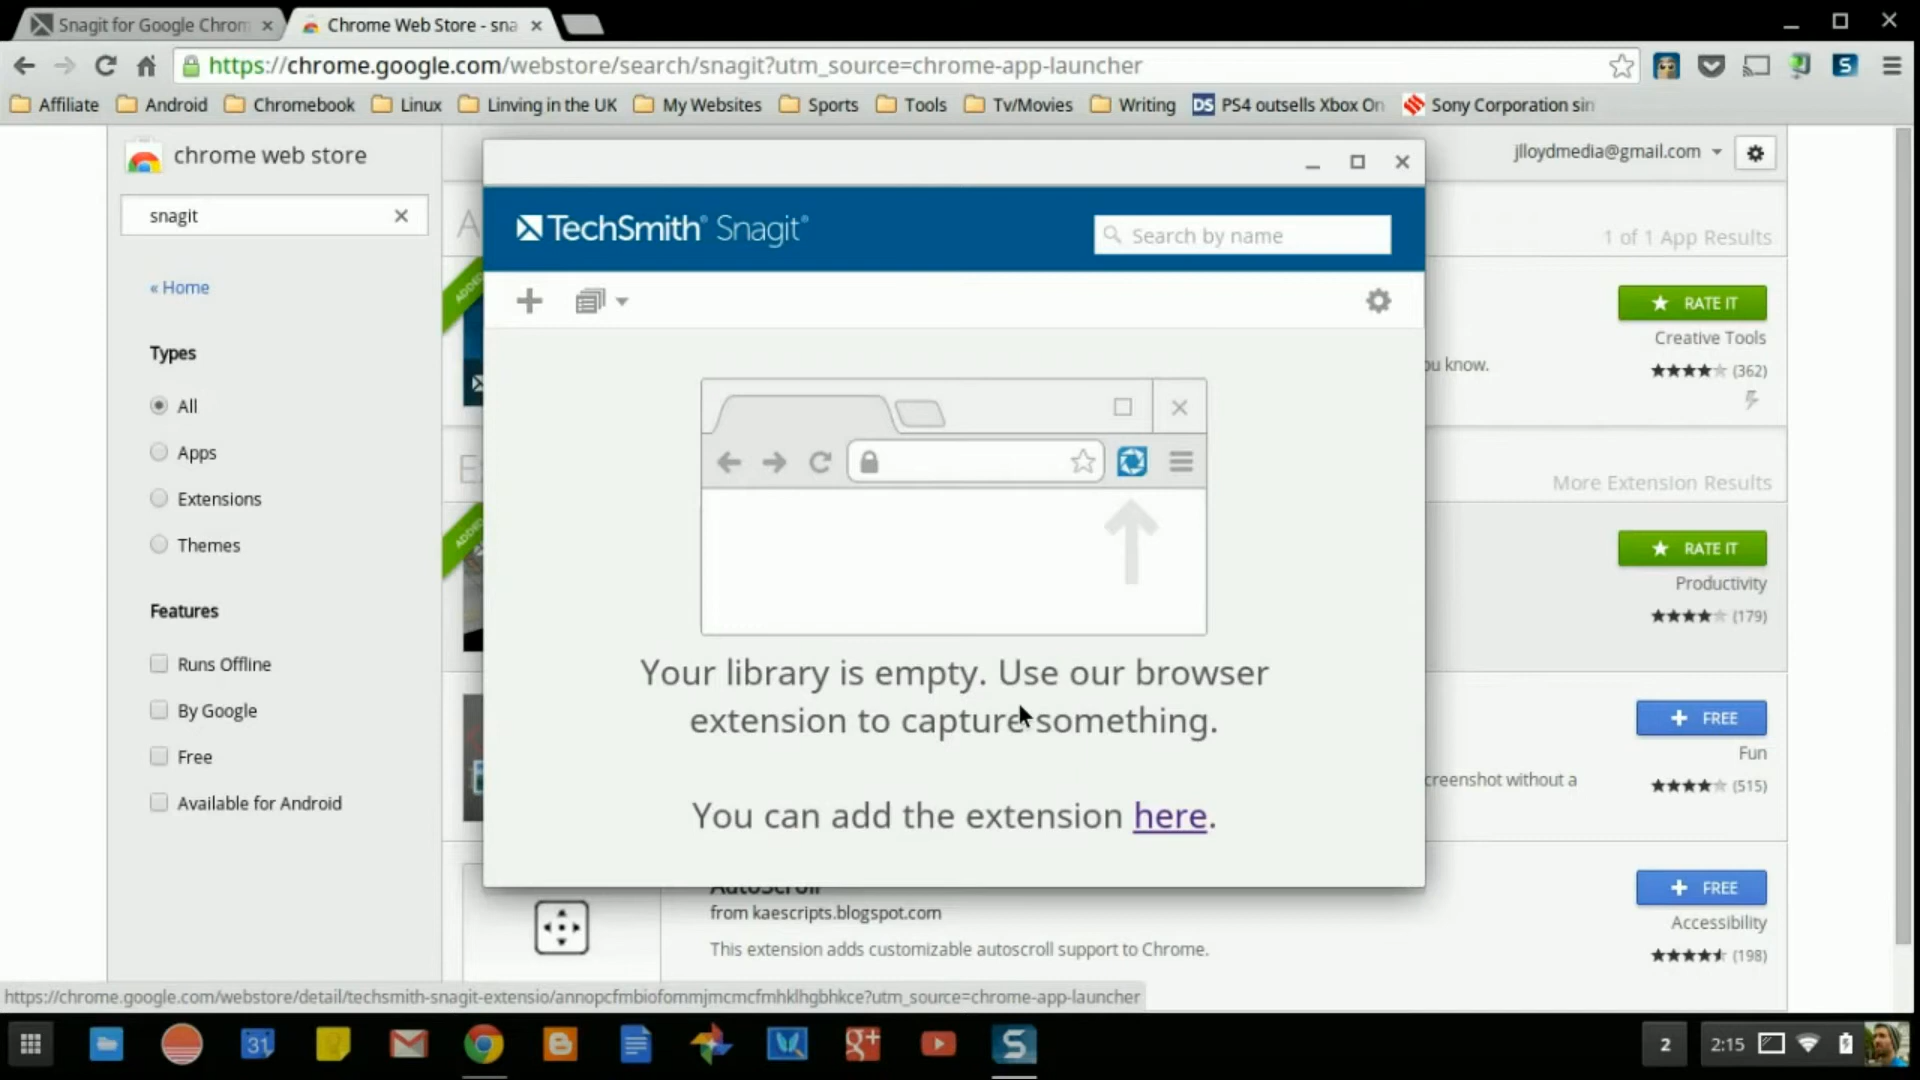 Snagit for Google Chrom
Chrome Web Store - sna
https://chrome.google.com/webstore/search/snagit?utm_source=chrome-app-launcher
Affiliate
Android
Chromebook
Linux
Linving in the UK
My Websites
Sports
Tools
Tv/Movies
Writing
DS PS4 outsells Xbox On
Sony Corporation sin
chrome web store
jlloydmedia@gmail.com
snagit
« Home
Types
All
Apps
Extensions
Themes
Features
Runs Offline
By Google
Free
Available for Android
TechSmith® Snagit®
Search by name
Your library is empty. Use our browser
extension to capture something.
You can add the extension here.
A
1 of 1 App Results
ADDED
RATE IT
Creative Tools
ou know.
(362)
E
More Extension Results
ADDED
RATE IT
Productivity
(179)
FREE
Fun
creenshot without a
(515)
AutoScroll
from kaescripts.blogspot.com
This extension adds customizable autoscroll support to Chrome.
FREE
Accessibility
(198)
https://chrome.google.com/webstore/detail/techsmith-snagit-extensio/annopcfmbiofommjmcmcfmhklhgbhkce?utm_source=chrome-app-launcher
31
S
2
2:15